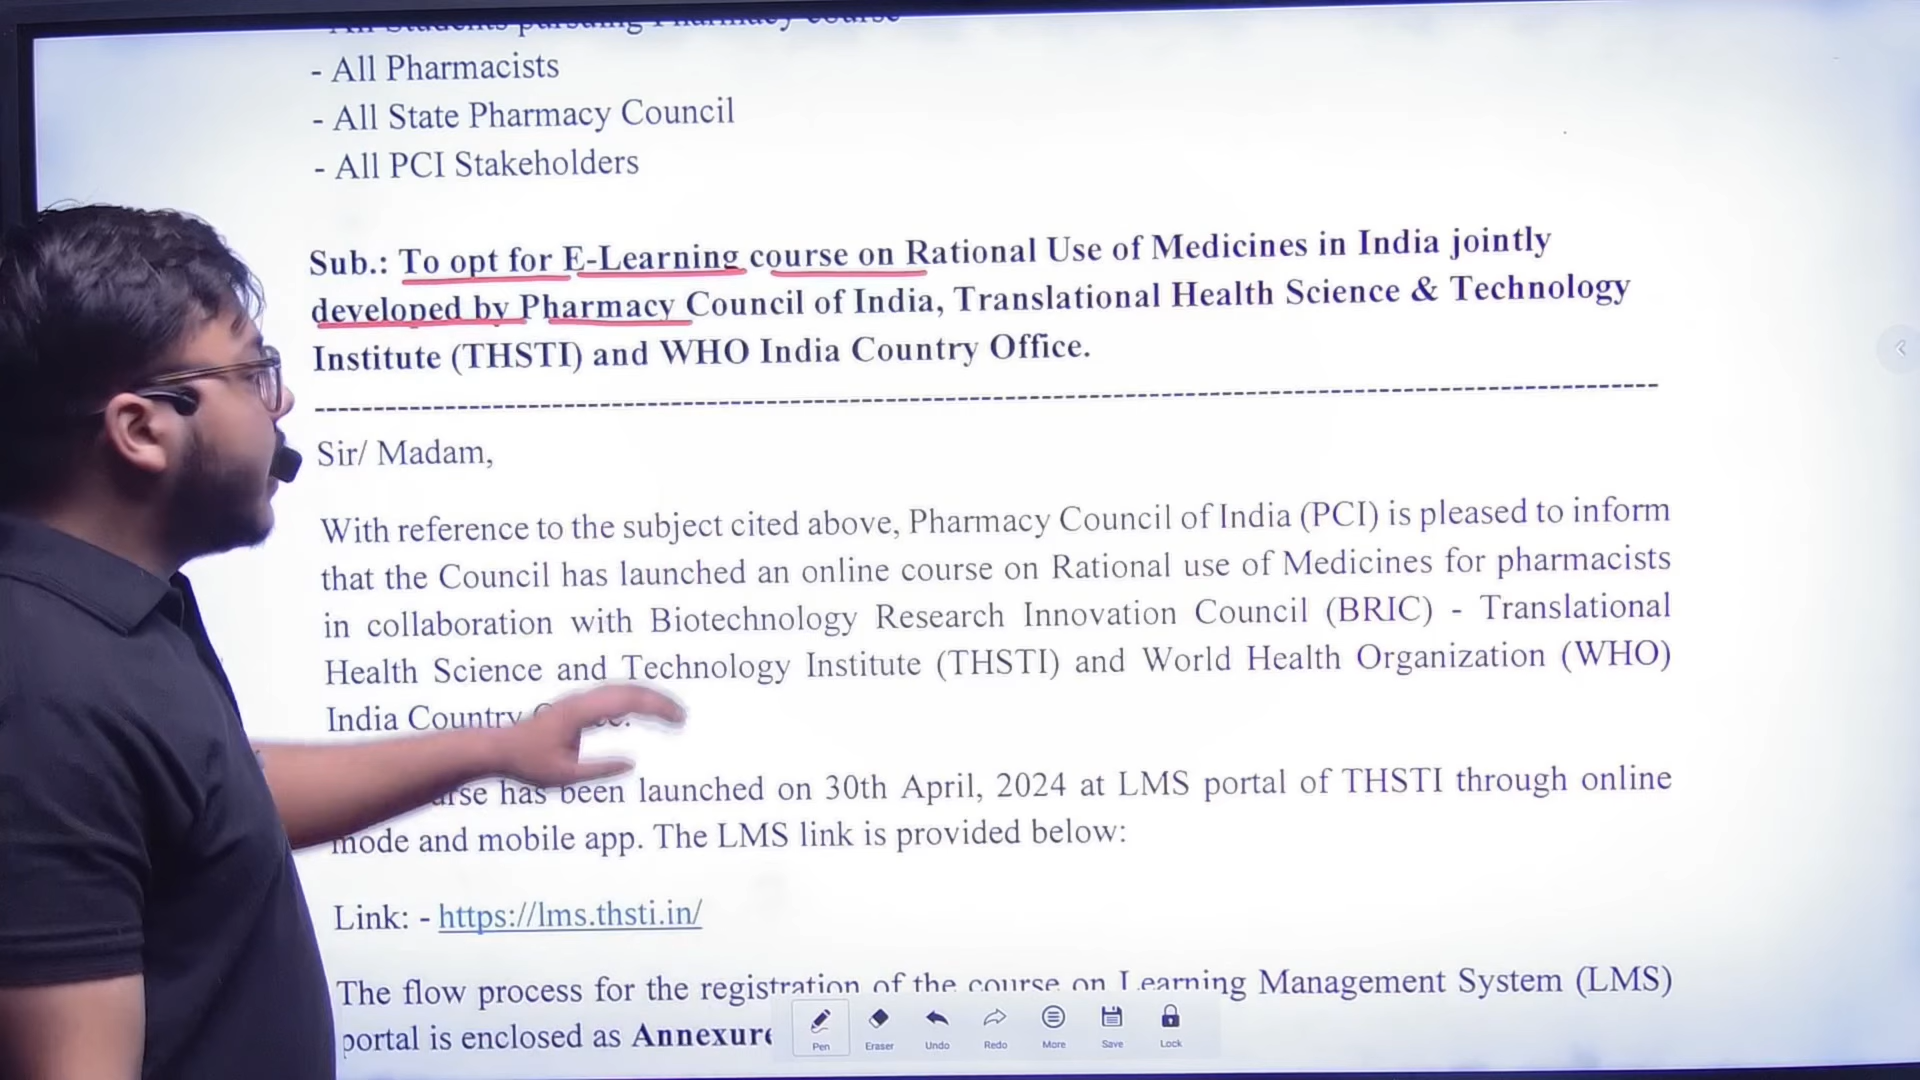 - All Students pursuing Pharmacy course
- All Pharmacists
- All State Pharmacy Council
- All PCI Stakeholders
Sub.: To opt for E-Learning course on Rational Use of Medicines in India jointly
developed by Pharmacy Council of India, Translational Health Science & Technology
Institute (THSTI) and WHO India Country Office.
Sir/ Madam,
With reference to the subject cited above, Pharmacy Council of India (PCI) is pleased to inform
that the Council has launched an online course on Rational use of Medicines for pharmacists
in collaboration with Biotechnology Research Innovation Council (BRIC) - Translational
Health Science and Technology Institute (THSTI) and World Health Organization (WHO)
India Country
has been launched on 30th April, 2024 at LMS portal of THSTI through online
mode and mobile app. The LMS link is provided below:
Link: - https://lms.thsti.in/
The flow process for the registration of the course on Learning Management System (LMS)
portal is enclosed as Annexure
Pen Eraser Undo Redo More Save Lock